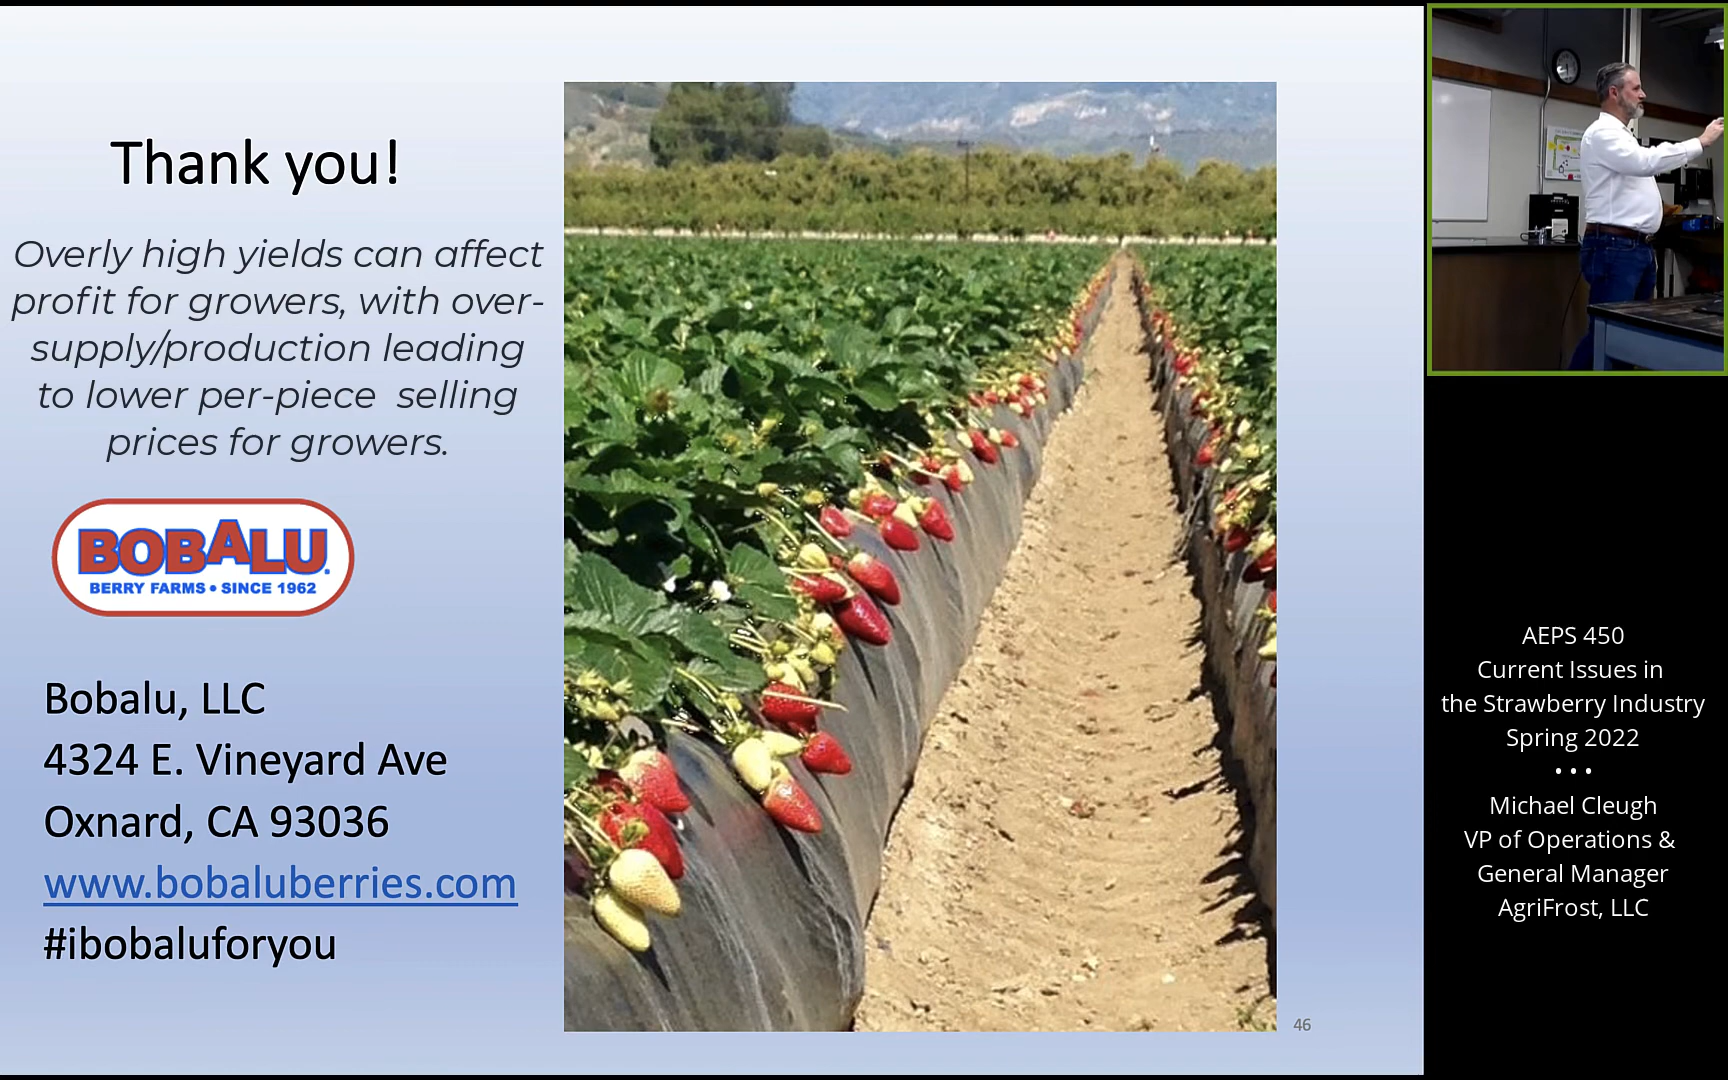 Thank you!
Overly high yields can affect
profit for growers, with over-
supply/production leading
to lower per-piece  selling
prices for growers.
BOBALU.
BERRY FARMS • SINCE 1962
Bobalu, LLC
4324 E. Vineyard Ave
Oxnard, CA 93036
www.bobaluberries.com
#ibobaluforyou
46
AEPS 450
Current Issues in
the Strawberry Industry
Spring 2022
• • •
Michael Cleugh
VP of Operations &
General Manager
AgriFrost, LLC